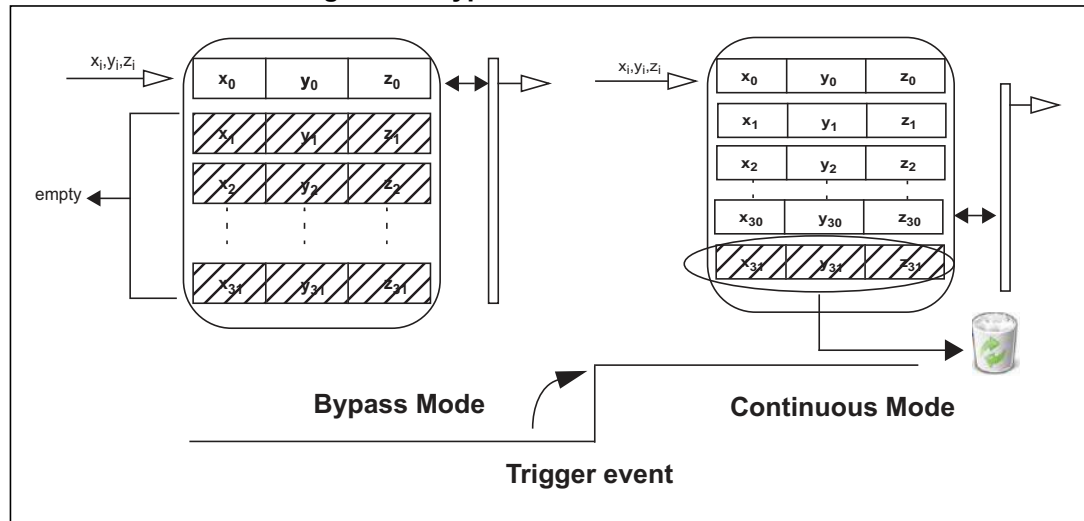 xᵢ,yᵢ,zᵢ
x₀ y₀ z₀
x₁ y₁ z₁
x₂ y₂ z₂
x₃₁ y₃₁ z₃₁
empty
xᵢ,yᵢ,zᵢ
x₀ y₀ z₀
x₁ y₁ z₁
x₂ y₂ z₂
x₃₀ y₃₀ z₃₀
x₃₁ y₃₁ z₃₁
Bypass Mode
Continuous Mode
Trigger event